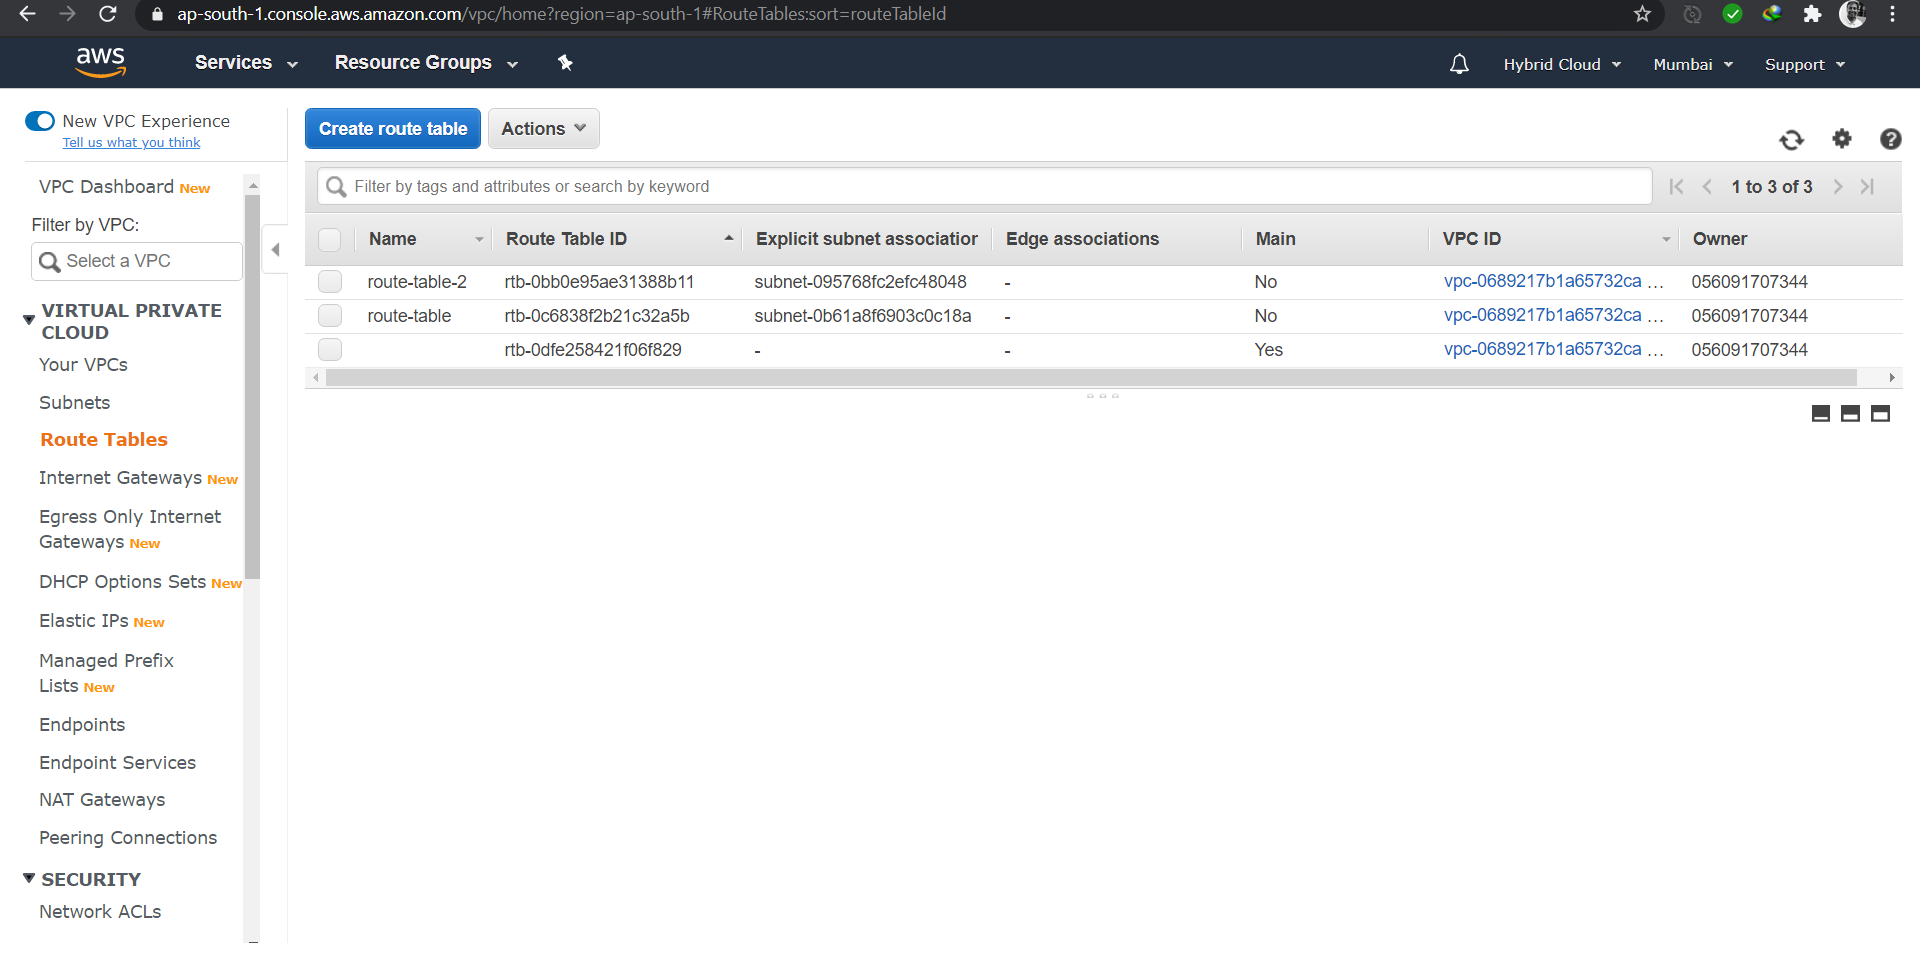 ap-south-1.console.aws.amazon.com/vpc/home?region=ap-south-1#RouteTables:sort=routeTableId
aws Services Resource Groups Hybrid Cloud Mumbai Support
New VPC Experience
Tell us what you think
Create route table Actions
VPC Dashboard New
Filter by tags and attributes or search by keyword 1 to 3 of 3
Filter by VPC:
Select a VPC
Name Route Table ID Explicit subnet association Edge associations Main VPC ID Owner
route-table-2 rtb-0bb0e95ae31388b11 subnet-095768fc2efc48048 - No vpc-0689217b1a65732ca ... 056091707344
route-table rtb-0c6838f2b21c32a5b subnet-0b61a8f6903c0c18a - No vpc-0689217b1a65732ca ... 056091707344
rtb-0dfe258421f06f829 - - Yes vpc-0689217b1a65732ca ... 056091707344
VIRTUAL PRIVATE
CLOUD
Your VPCs
Subnets
Route Tables
Internet Gateways New
Egress Only Internet
Gateways New
DHCP Options Sets New
Elastic IPs New
Managed Prefix
Lists New
Endpoints
Endpoint Services
NAT Gateways
Peering Connections
SECURITY
Network ACLs